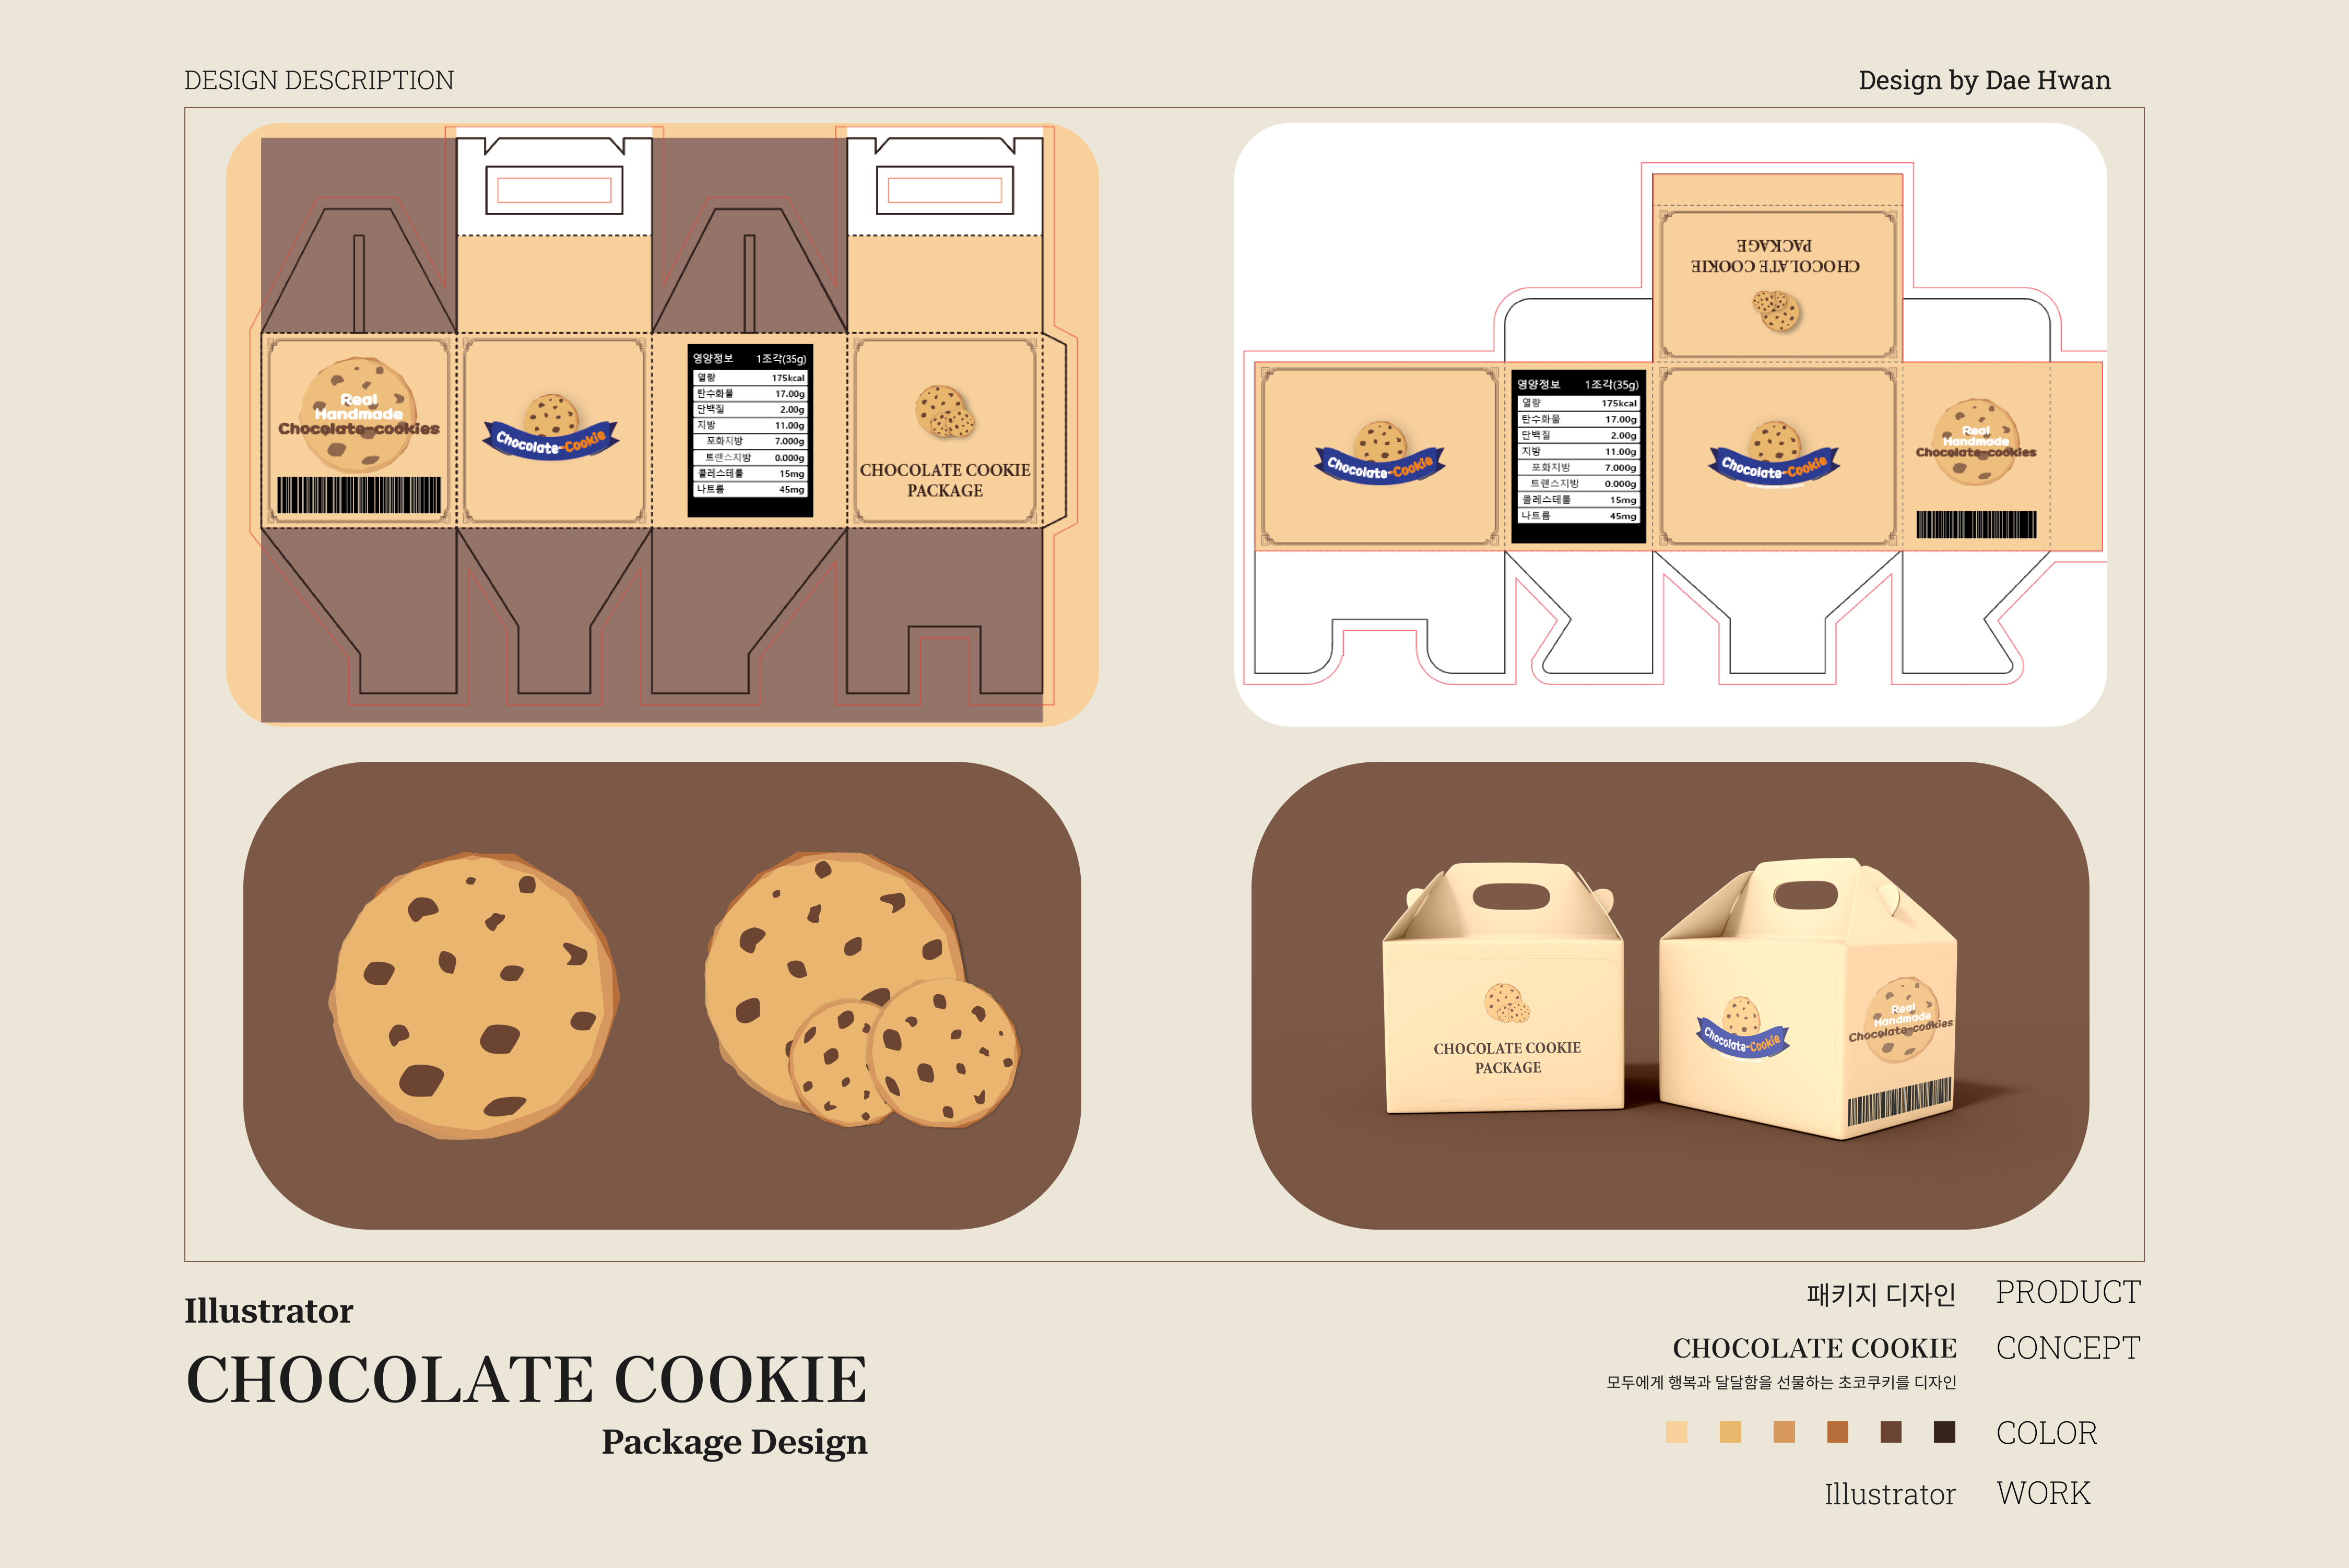 DESIGN DESCRIPTION
Design by Dae Hwan
Real
Handmade
Chocolate-cookies
Chocolate-Cookie
영양정보 1조각(35g)
열량 175kcal
탄수화물 17.00g
단백질 2.00g
지방 11.00g
포화지방 7.000g
트랜스지방 0.000g
콜레스테롤 15mg
나트륨 45mg
CHOCOLATE COOKIE
PACKAGE
CHOCOLATE COOKIE
PACKAGE
Chocolate-Cookie
영양정보 1조각(35g)
열량 175kcal
탄수화물 17.00g
단백질 2.00g
지방 11.00g
포화지방 7.000g
트랜스지방 0.000g
콜레스테롤 15mg
나트륨 45mg
Chocolate-Cookie
Real
Handmade
Chocolate-cookies
CHOCOLATE COOKIE
PACKAGE
Chocolate-Cookie
Real
Handmade
Chocolate-cookies
Illustrator
CHOCOLATE COOKIE
Package Design
패키지 디자인 PRODUCT
CHOCOLATE COOKIE CONCEPT
모두에게 행복과 달달함을 선물하는 초코쿠키를 디자인
COLOR
Illustrator WORK